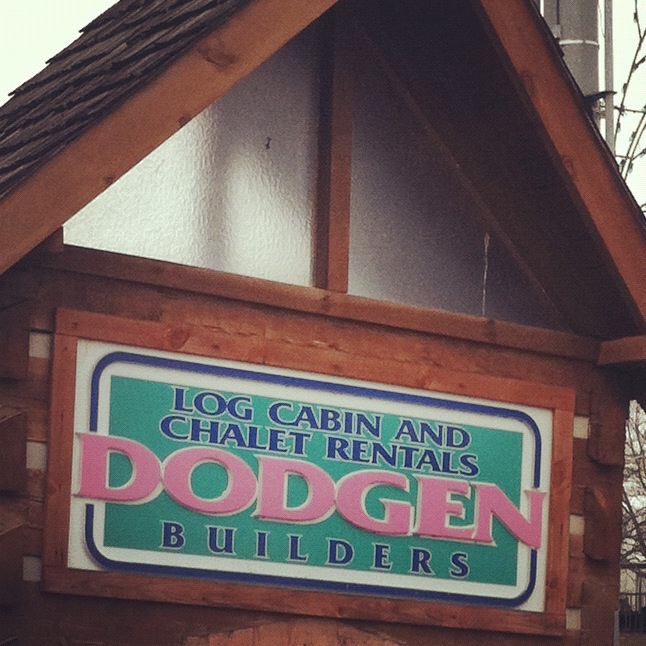 LOG CABIN AND
CHALET RENTALS
DODGEN
BUILDERS